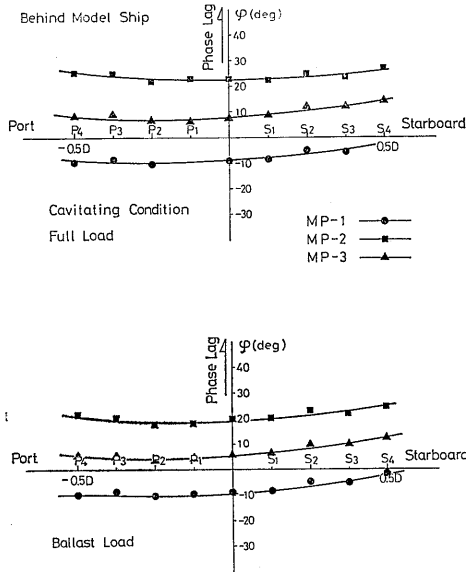 Behind Model Ship
Phase Lag
φ(deg)
40
30
20
10
P4 P3 P2 P1 S1 S2 S3 S4
Port
Starboard
-0.5D
0.5D
-10
-20
-30
Cavitating Condition
Full Load
MP-1
MP-2
MP-3
Phase Lag
φ(deg)
40
30
20
10
P4 P3 P2 P1 S1 S2 S3 S4
Port
Starboard
-0.5D
0.5D
-10
-20
-30
Ballast Load